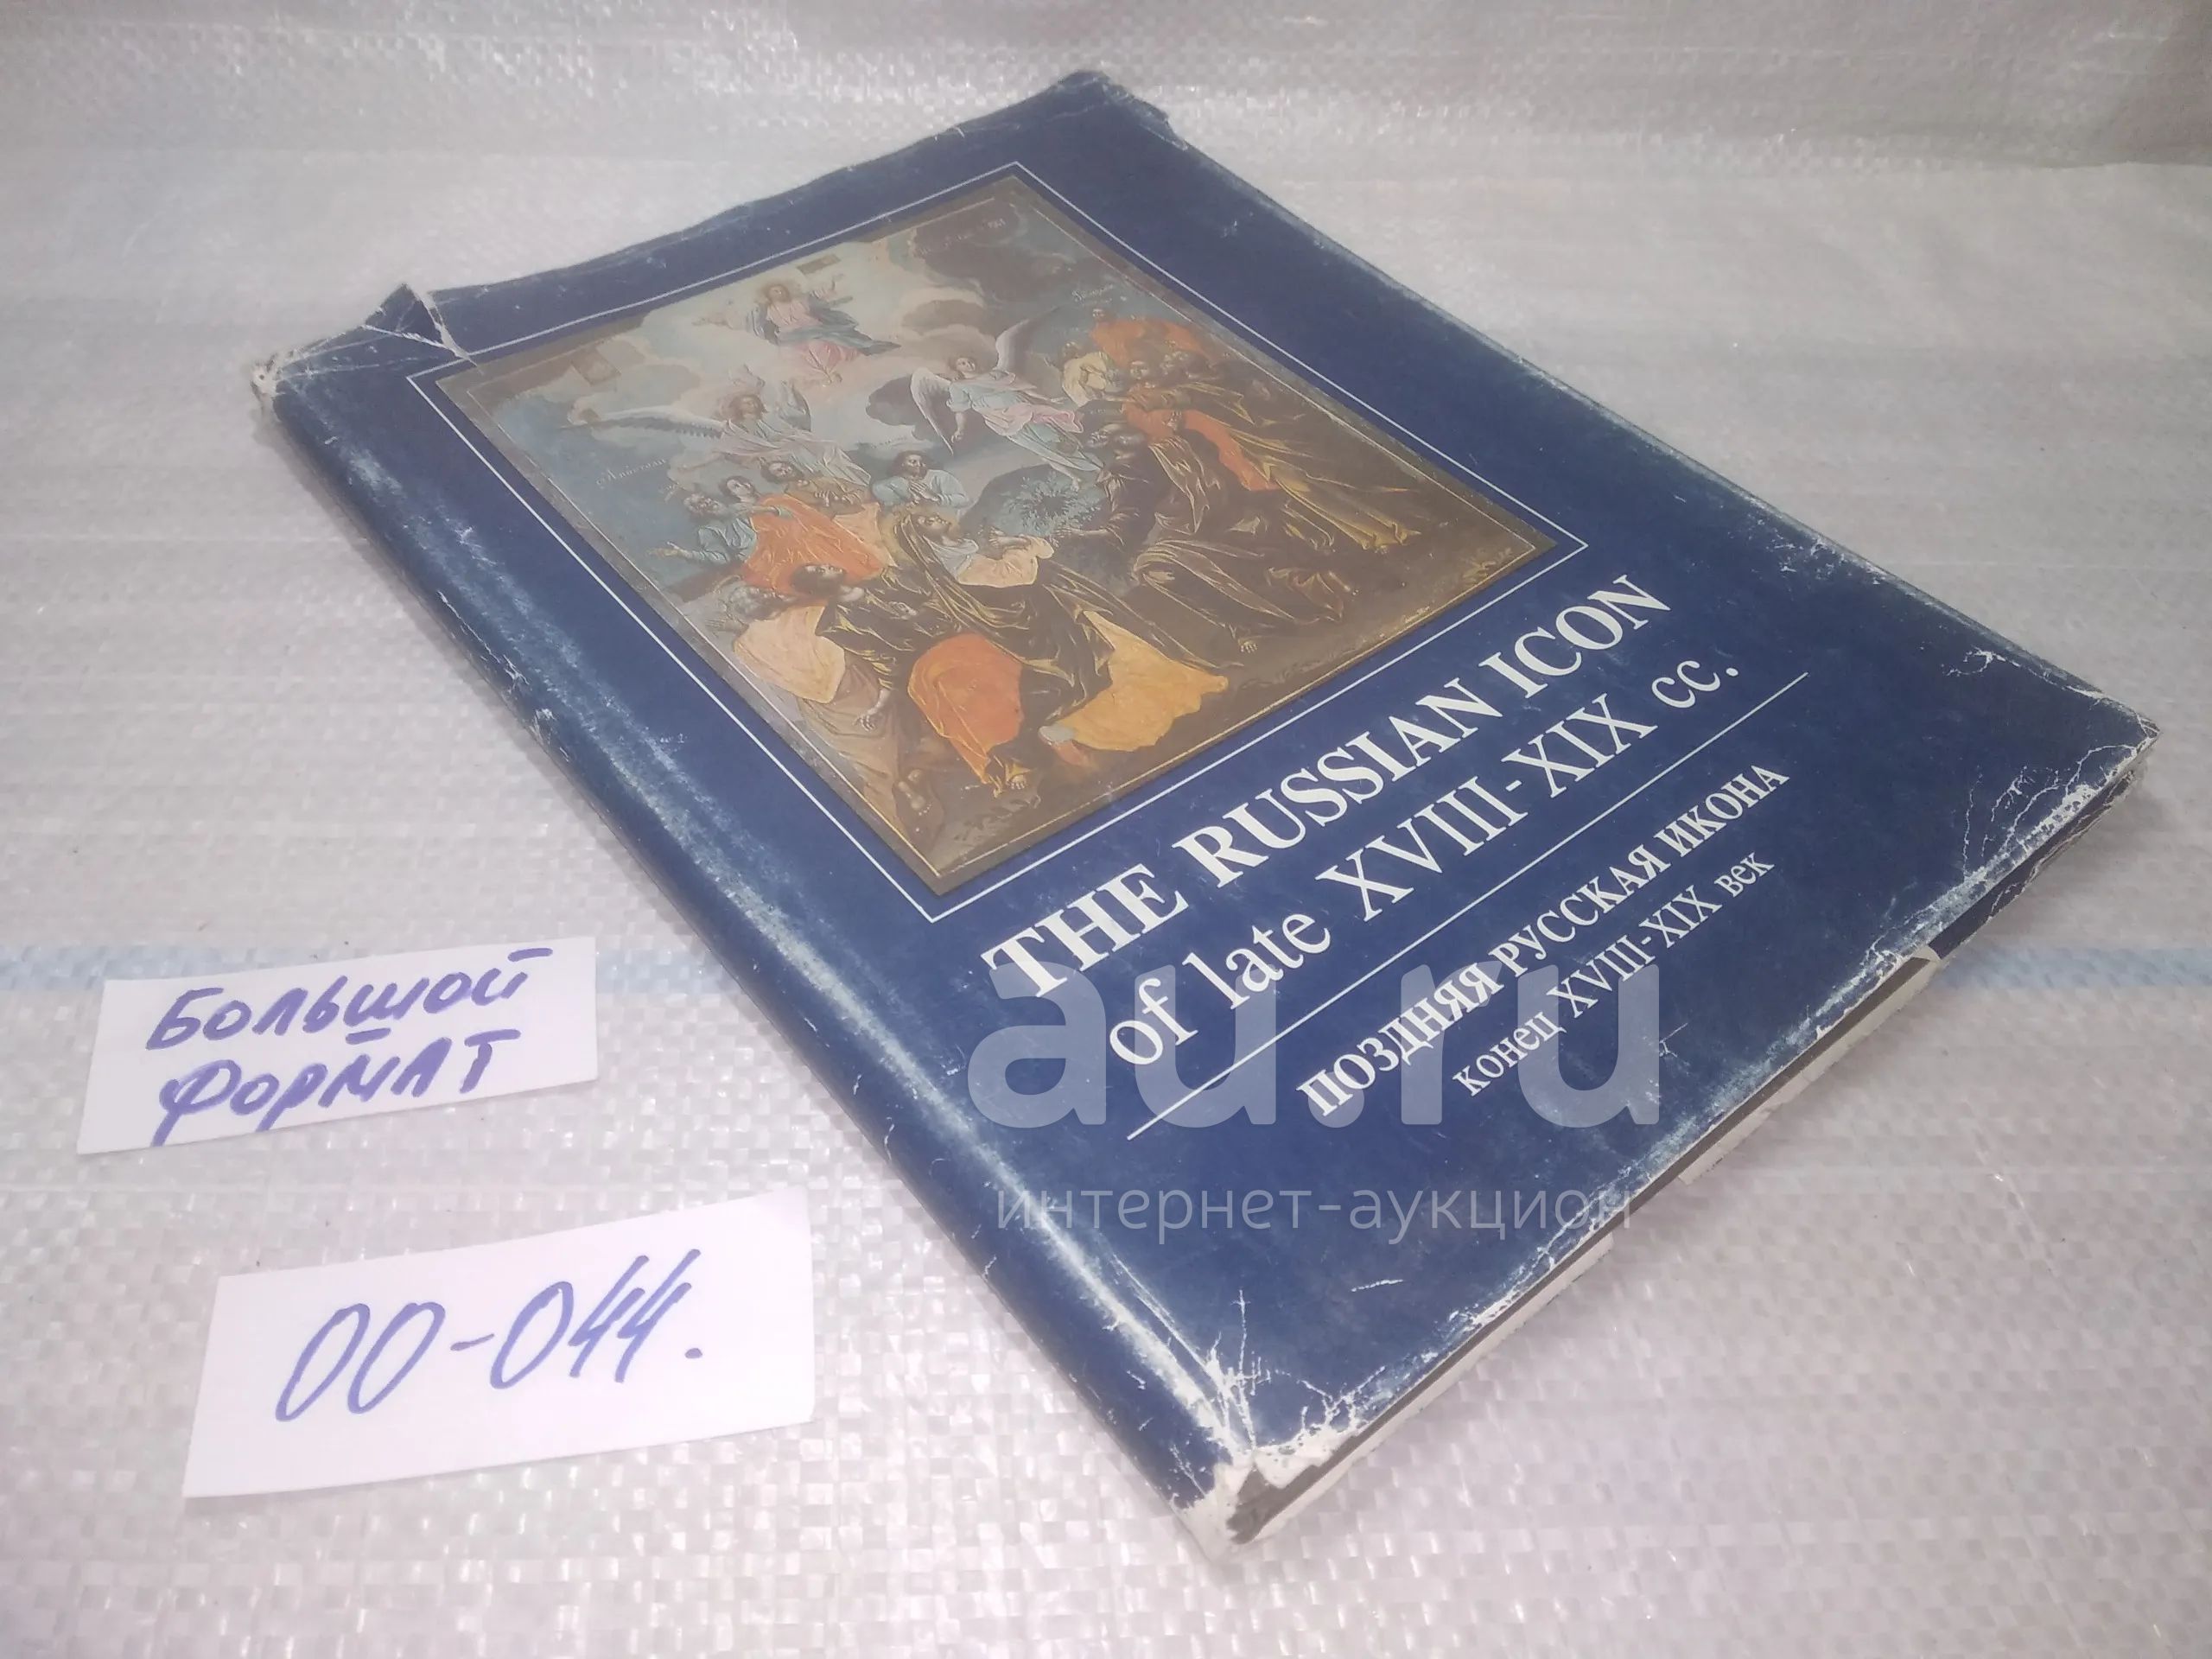 THE RUSSIAN ICON
of late XVIII-XIX cc.
ПОЗДНЯЯ РУССКАЯ ИКОНА
конец XVIII-XIX век
au.ru
интернет-аукцион
БОЛЬШОЙ
ФОРМАТ
00-044.